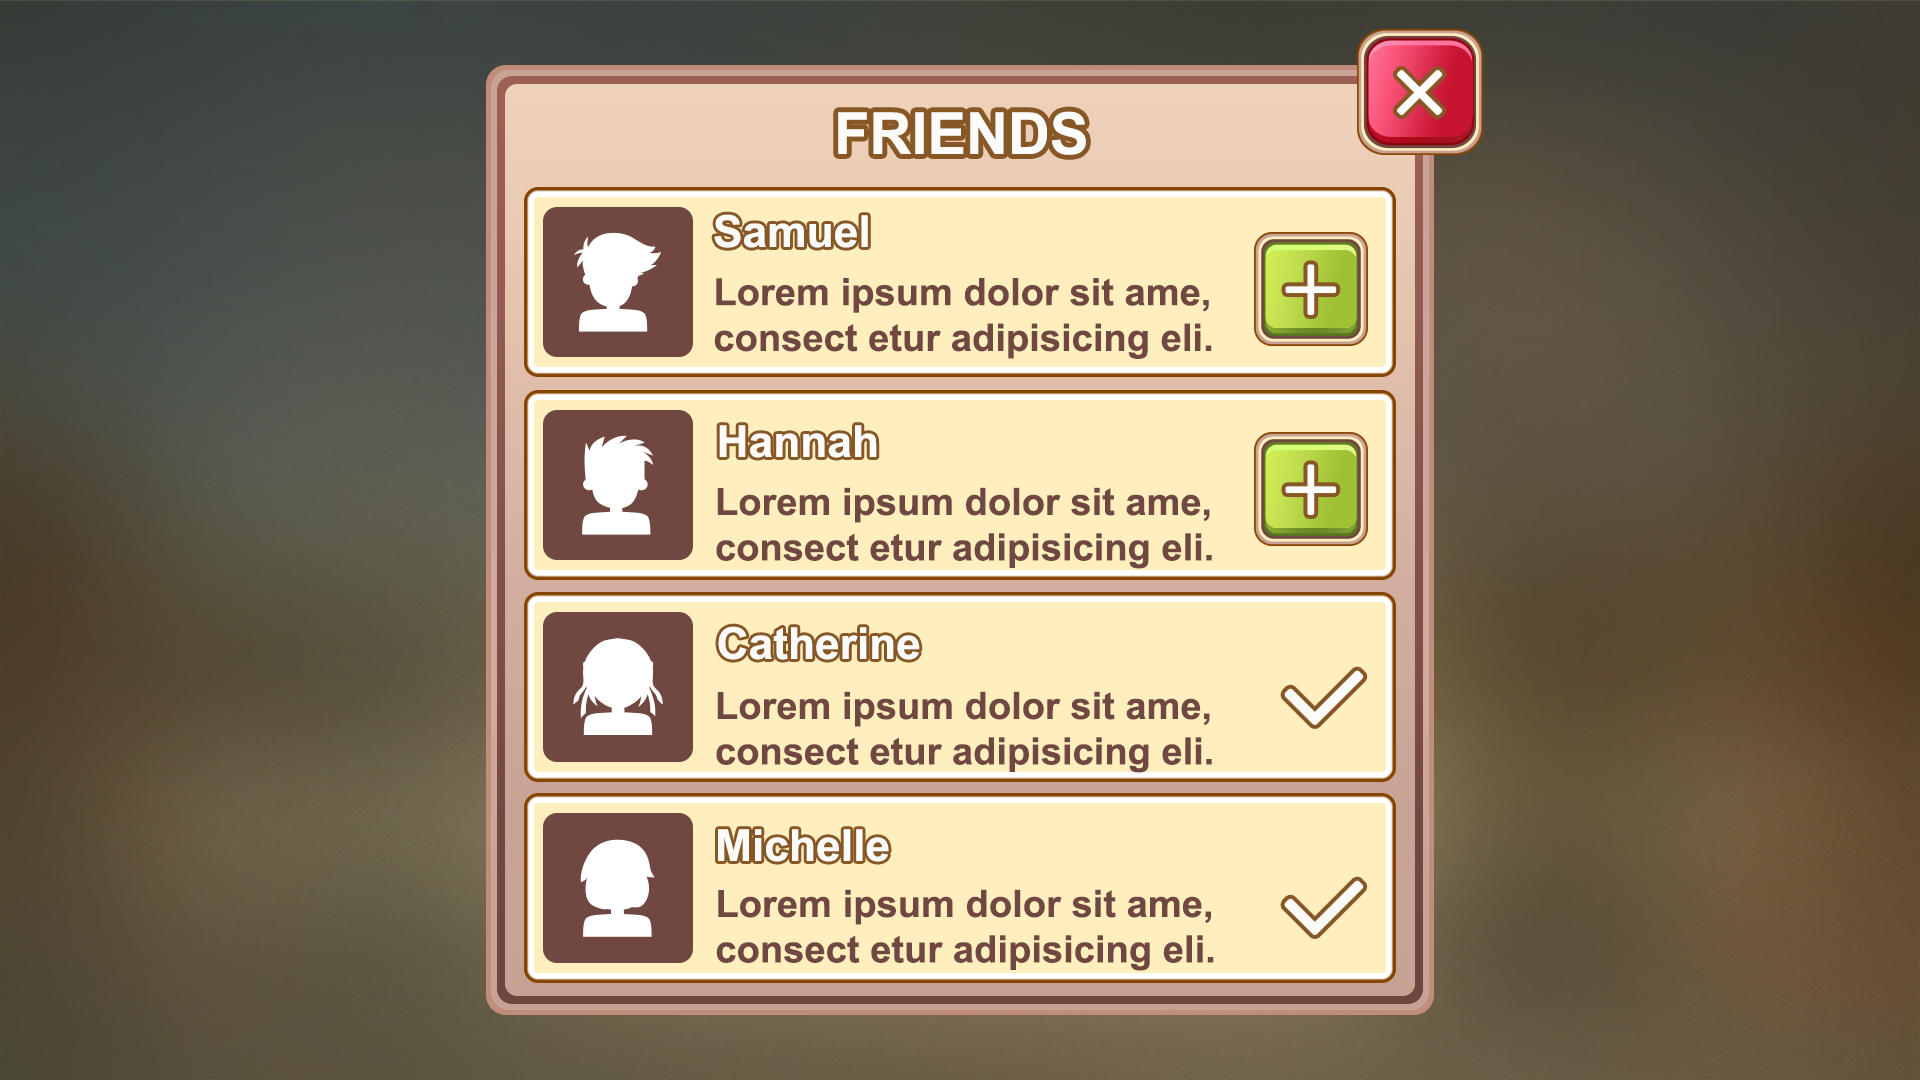 FRIENDS
Samuel
Lorem ipsum dolor sit ame,
consect etur adipisicing eli.
Hannah
Lorem ipsum dolor sit ame,
consect etur adipisicing eli.
Catherine
Lorem ipsum dolor sit ame,
consect etur adipisicing eli.
Michelle
Lorem ipsum dolor sit ame,
consect etur adipisicing eli.